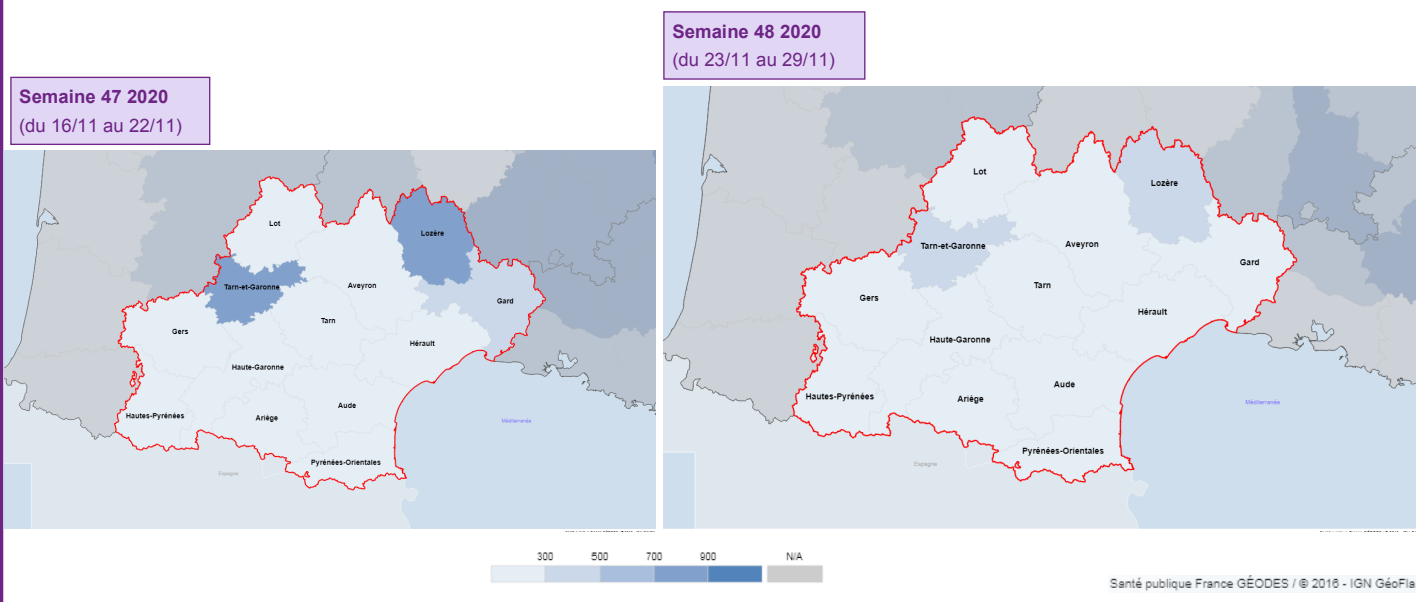 Semaine 47 2020
(du 16/11 au 22/11)
Lot
Lozère
Tarn-et-Garonne
Aveyron
Gard
Gers
Tarn
Hérault
Haute-Garonne
Aude
Hautes-Pyrénées
Ariége
Méditerranée
Pyrénées-Orientales
Espagne
Semaine 48 2020
(du 23/11 au 29/11)
Lot
Lozère
Tarn-et-Garonne
Aveyron
Gard
Tarn
Gers
Hérault
Haute-Garonne
Aude
Hautes-Pyrénées
Ariége
Méditerranée
Pyrénées-Orientales
Espagne
300 500 700 900 N/A
Santé publique France GÉODES / © 2016 - IGN GéoFla